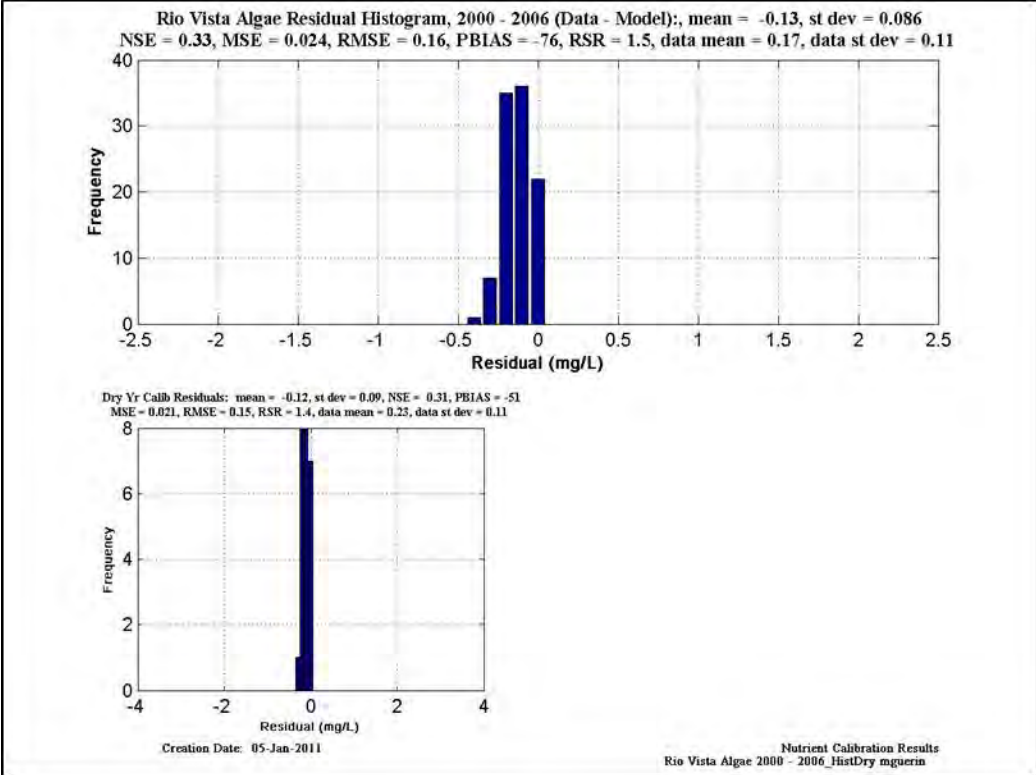 Rio Vista Algae Residual Histogram, 2000 - 2006 (Data - Model):, mean = -0.13, st dev = 0.086
NSE = 0.33, MSE = 0.024, RMSE = 0.16, PBIAS = -76, RSR = 1.5, data mean = 0.17, data st dev = 0.11
40
30
20
10
0
Frequency
-2.5 -2 -1.5 -1 -0.5 0 0.5 1 1.5 2 2.5
Residual (mg/L)
Dry Yr Calib Residuals: mean = -0.12, st dev = 0.09, NSE = 0.31, PBIAS = -51
MSE = 0.021, RMSE = 0.15, RSR = 1.4, data mean = 0.23, data st dev = 0.11
8
6
4
2
0
Frequency
-4 -2 0 2 4
Residual (mg/L)
Creation Date: 05-Jan-2011
Nutrient Calibration Results
Rio Vista Algae 2000 - 2006_HistDry mguerin